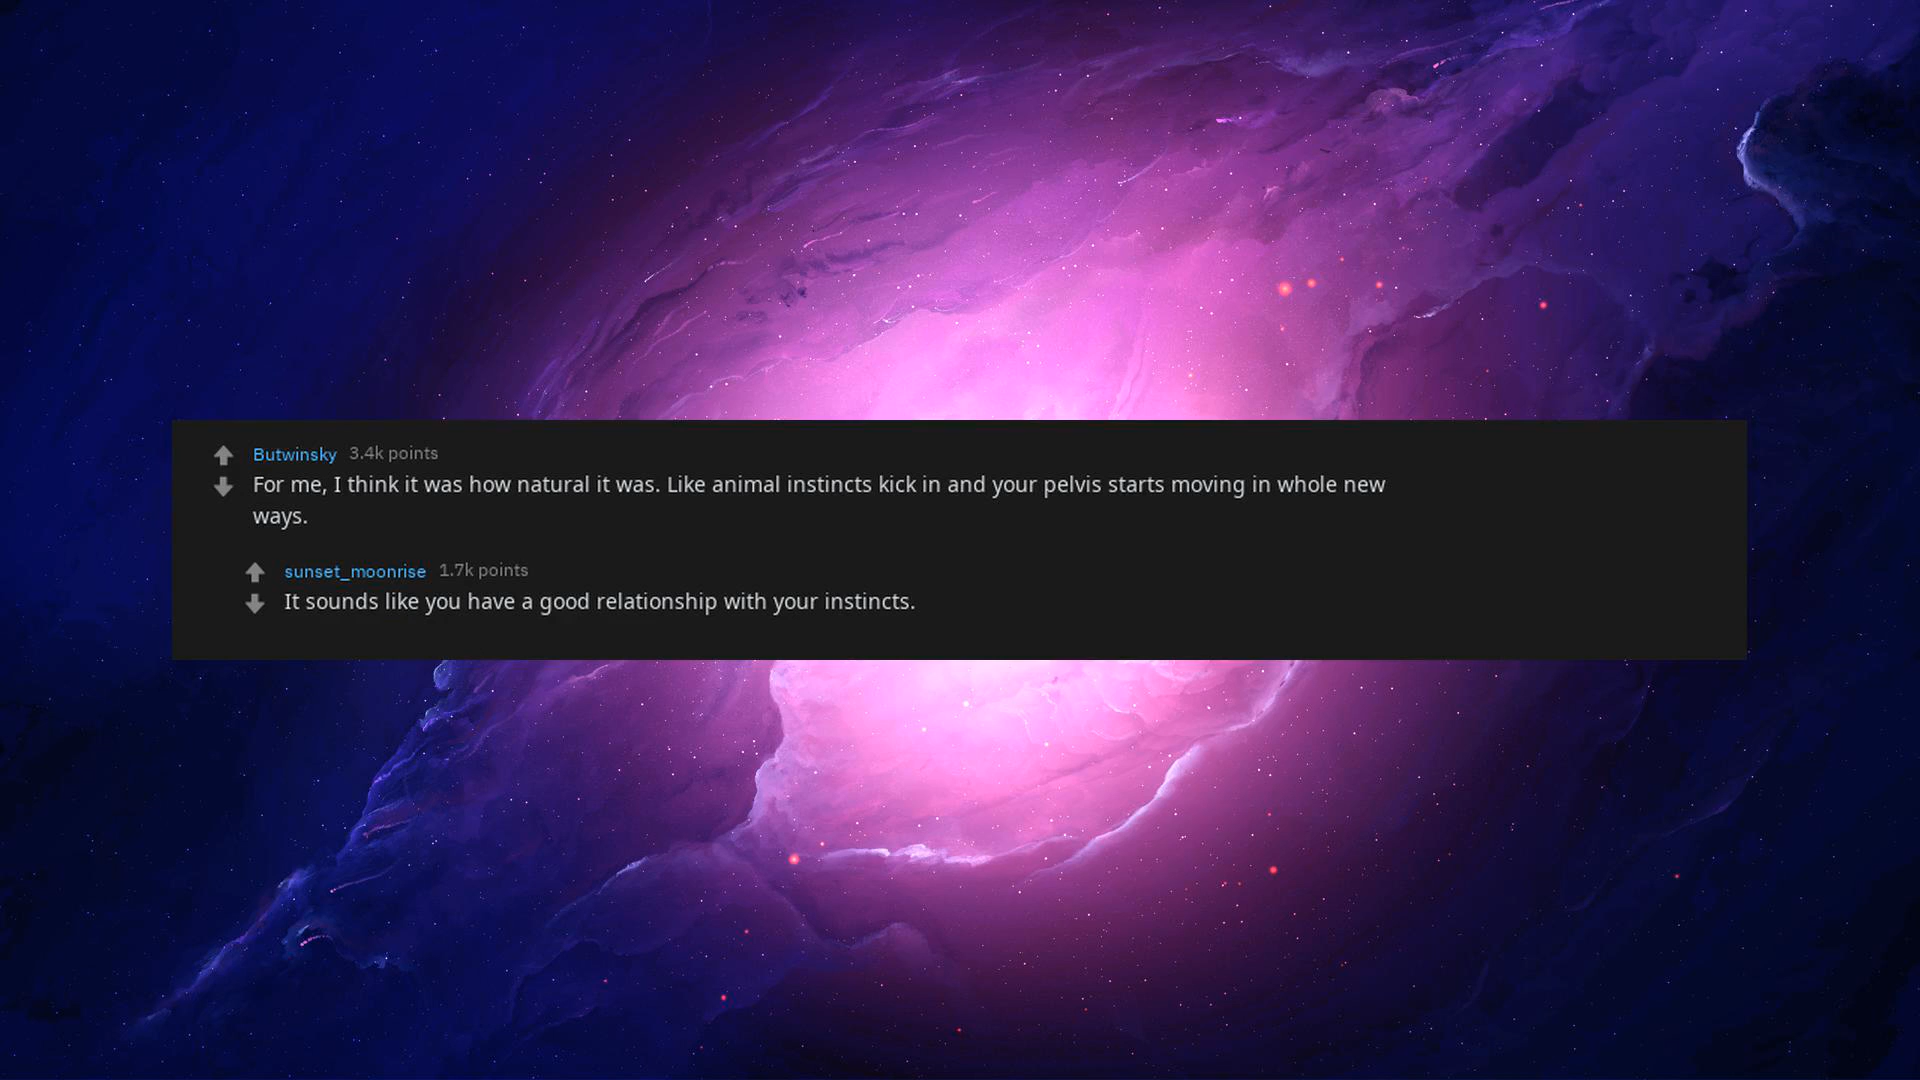 Butwinsky 3.4k points
For me, I think it was how natural it was. Like animal instincts kick in and your pelvis starts moving in whole new
ways.
sunset_moonrise 1.7k points
It sounds like you have a good relationship with your instincts.